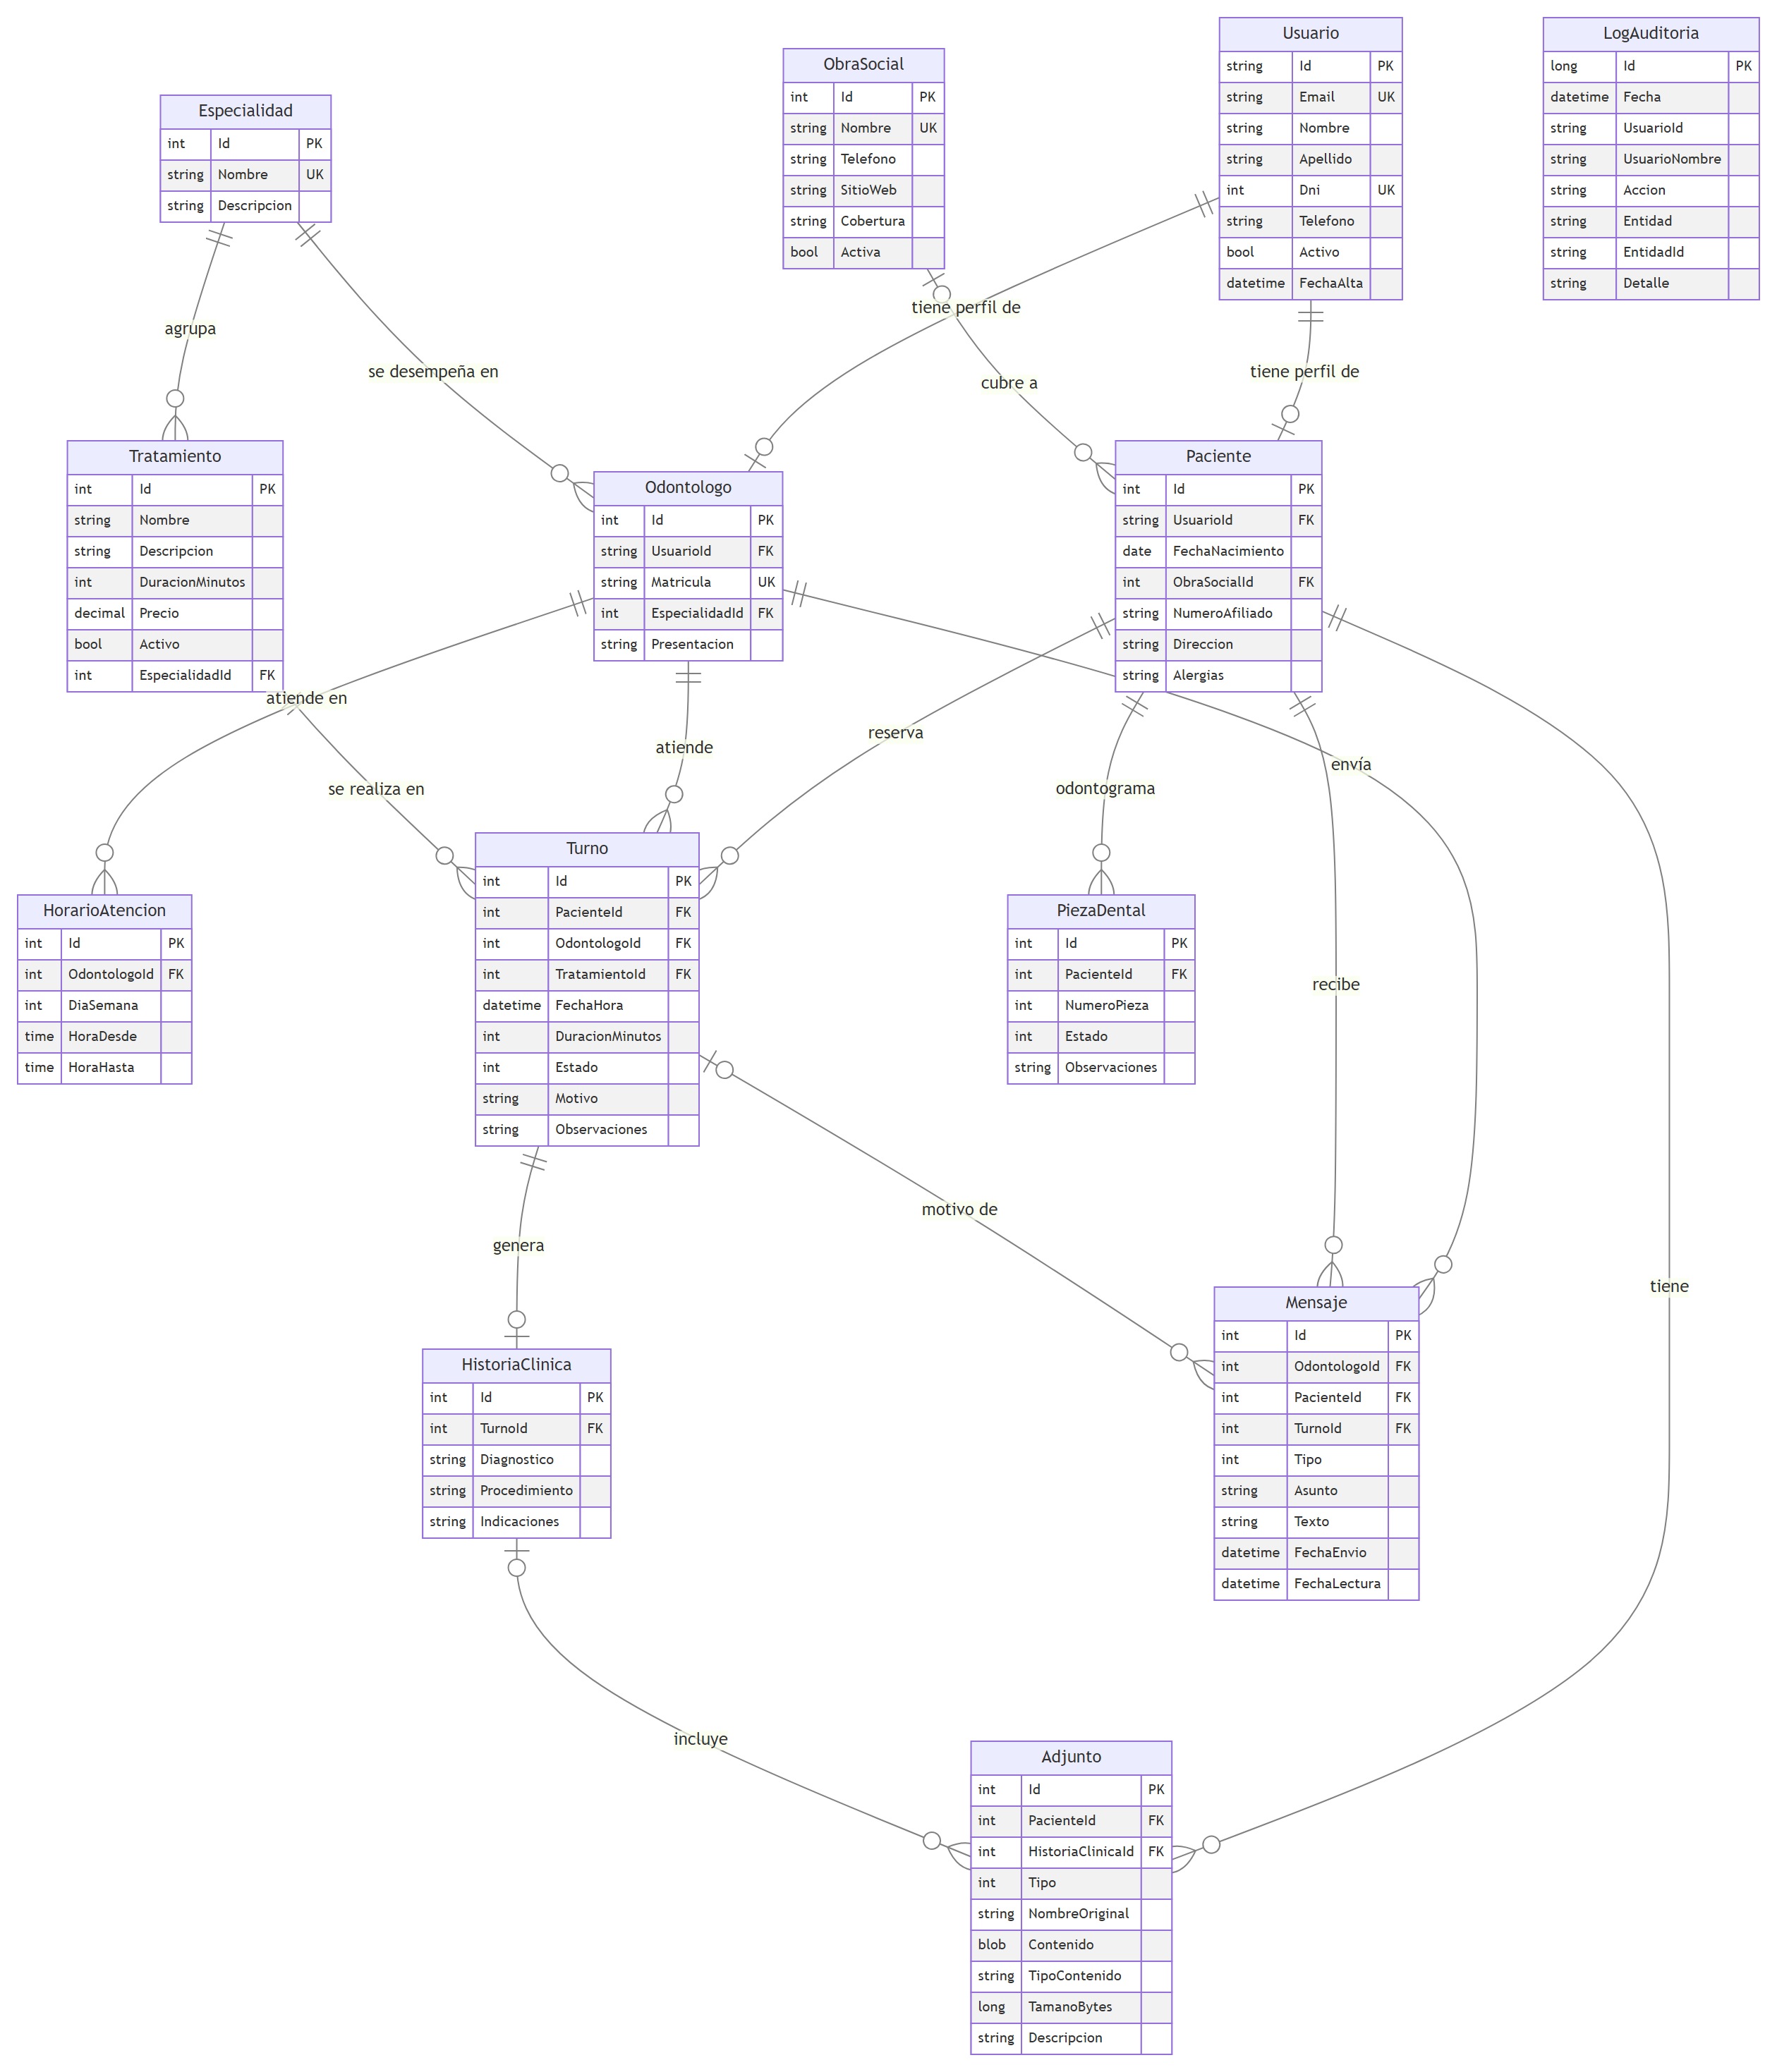 Usuario
string Id PK
string Email UK
string Nombre
string Apellido
int Dni UK
string Telefono
bool Activo
datetime FechaAlta
LogAuditoria
long Id PK
datetime Fecha
string UsuarioId
string UsuarioNombre
string Accion
string Entidad
string EntidadId
string Detalle
ObraSocial
int Id PK
string Nombre UK
string Telefono
string SitioWeb
string Cobertura
bool Activa
Especialidad
int Id PK
string Nombre UK
string Descripcion
tiene perfil de
agrupa
se desempeña en
cubre a
tiene perfil de
Tratamiento
int Id PK
string Nombre
string Descripcion
int DuracionMinutos
decimal Precio
bool Activo
int EspecialidadId FK
Odontologo
int Id PK
string UsuarioId FK
string Matricula UK
int EspecialidadId FK
string Presentacion
Paciente
int Id PK
string UsuarioId FK
date FechaNacimiento
int ObraSocialId FK
string NumeroAfiliado
string Direccion
string Alergias
atiende en
reserva
atiende
envía
se realiza en
odontograma
Turno
int Id PK
int PacienteId FK
int OdontologoId FK
int TratamientoId FK
datetime FechaHora
int DuracionMinutos
int Estado
string Motivo
string Observaciones
HorarioAtencion
int Id PK
int OdontologoId FK
int DiaSemana
time HoraDesde
time HoraHasta
PiezaDental
int Id PK
int PacienteId FK
int NumeroPieza
int Estado
string Observaciones
recibe
motivo de
genera
tiene
Mensaje
int Id PK
int OdontologoId FK
int PacienteId FK
int TurnoId FK
int Tipo
string Asunto
string Texto
datetime FechaEnvio
datetime FechaLectura
HistoriaClinica
int Id PK
int TurnoId FK
string Diagnostico
string Procedimiento
string Indicaciones
incluye
Adjunto
int Id PK
int PacienteId FK
int HistoriaClinicaId FK
int Tipo
string NombreOriginal
blob Contenido
string TipoContenido
long TamanoBytes
string Descripcion